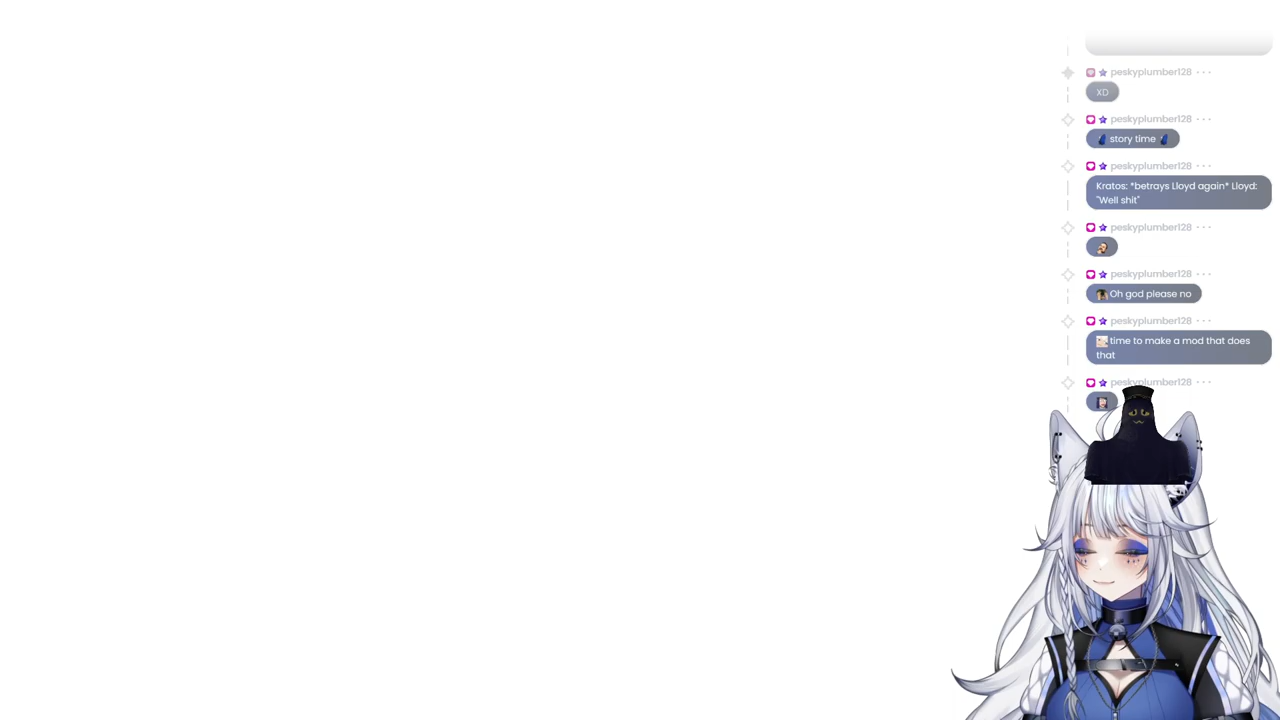 peskyplumber128
XD
peskyplumber128
story time
peskyplumber128
Kratos: *betrays Lloyd again* Lloyd:
"Well shit"
peskyplumber128
peskyplumber128
Oh god please no
peskyplumber128
time to make a mod that does
that
peskyplumber128